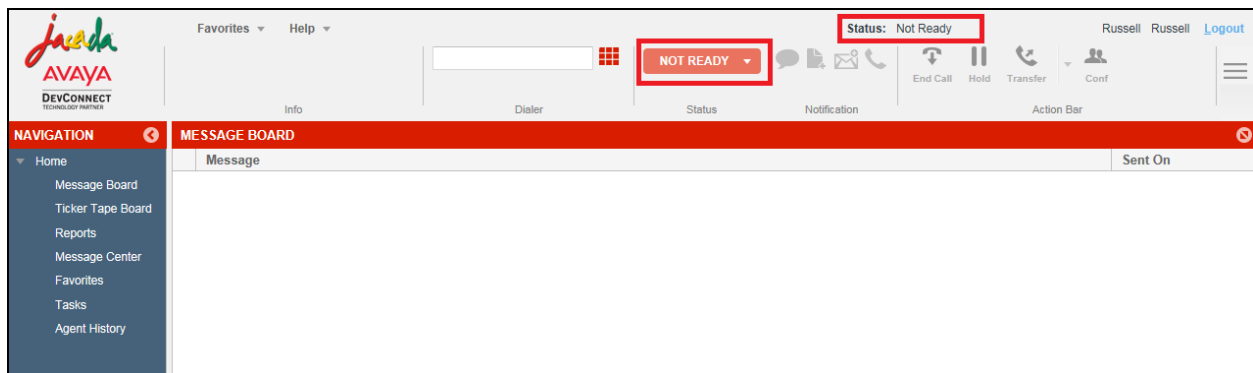 jacada
AVAYA
DEVCONNECT
TECHNOLOGY PARTNER
Favorites Help
Status: Not Ready
Russell Russell Logout
NOT READY
End Call Hold Transfer Conf
Info Dialer Status Notification Action Bar
NAVIGATION
Home
Message Board
Ticker Tape Board
Reports
Message Center
Favorites
Tasks
Agent History
MESSAGE BOARD
Message Sent On